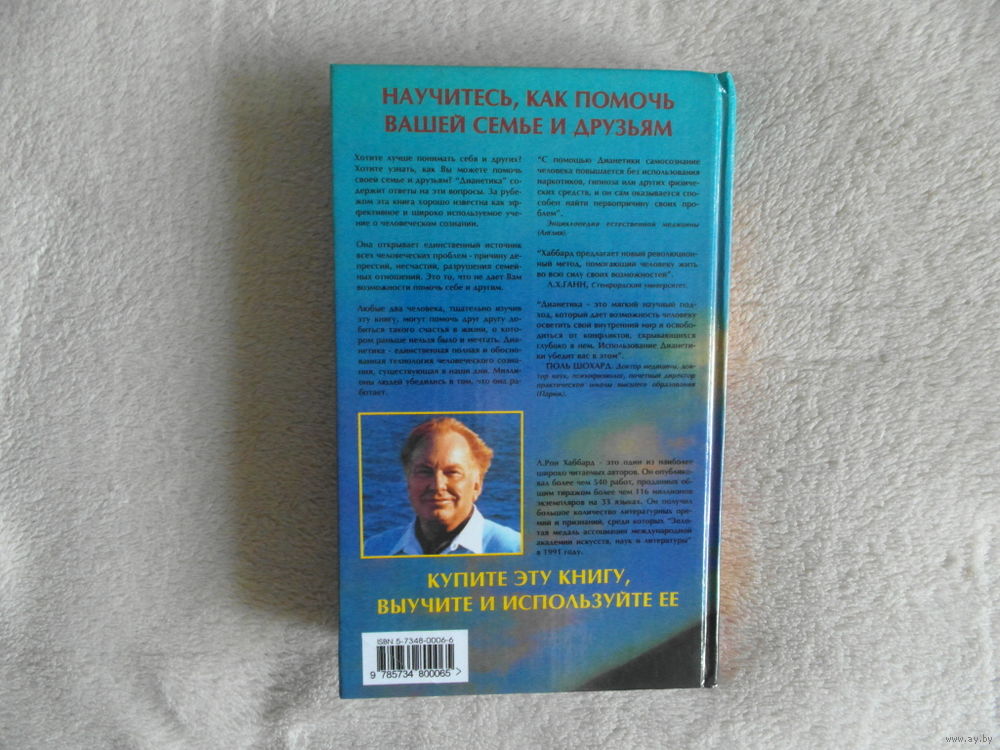 НАУЧИТЕСЬ, КАК ПОМОЧЬ
ВАШЕЙ СЕМЬЕ И ДРУЗЬЯМ
Хотите лучше понимать себя и других?
Хотите узнать, как Вы можете помочь
своей семье и друзьям? "Дианетика" со-
держит ответы на эти вопросы. За рубе-
жом эта книга хорошо известна как эф-
фективное и широко используемое уче-
ние о человеческом сознании.
Она открывает единственный источник
всех человеческих проблем - причину де-
прессий, несчастий, разрушения семей-
ных отношений. Это то, что не дает Вам
возможности помочь себе и другим.
Любые два человека, тщательно изучив
эту книгу, могут помочь друг другу до-
биться такого счастья в жизни, о кото-
ром раньше нельзя было и мечтать. Диа-
нетика - единственная полная и обосно-
ванная технология человеческого созна-
ния, существующая в наши дни. Милли-
оны людей убедились в том, что она ра-
ботает.
"С помощью Дианетики самосознание
человека повышается без использования
наркотиков, гипноза или других физиче-
ских средств, и он сам оказывается спо-
собен найти первопричину своих про-
блем".
Энциклопедия естественной медицины
(Англия).
"Хаббард предлагает новый революцион-
ный метод, помогающий человеку жить
во всю силу своих возможностей".
Л.Х.ГАНН, Стэнфордский университет.
"Дианетика - это мягкий научный под-
ход, который дает возможность человеку
осветить свой внутренний мир и освобо-
диться от конфликтов, скрывающихся
глубоко в нем. Использование Дианети-
ки убедит вас в этом".
ПОЛЬ ШОХАРД. Доктор медицины, док-
тор наук, психофизиолог, почетный директор
практической школы высшего образования
(Париж).
Л.Рон Хаббард - это один из наиболее
широко читаемых авторов. Он опублико-
вал более чем 540 работ, проданных об-
щим тиражом более чем 116 миллионов
экземпляров на 33 языках. Он получил
большое количество литературных пре-
мий и признаний, среди которых "Золо-
тая медаль ассоциации международной
академии искусств, наук и литературы"
в 1991 году.
КУПИТЕ ЭТУ КНИГУ,
ВЫУЧИТЕ И ИСПОЛЬЗУЙТЕ ЕЕ
ISBN 5-7348-0006-6
9 785734 800065 >
www.ay.by